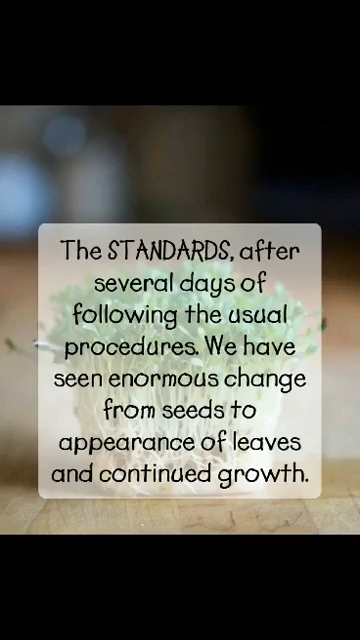 The STANDARDS, after
several days of
following the usual
procedures. We have
seen enormous change
from seeds to
appearance of leaves
and continued growth.